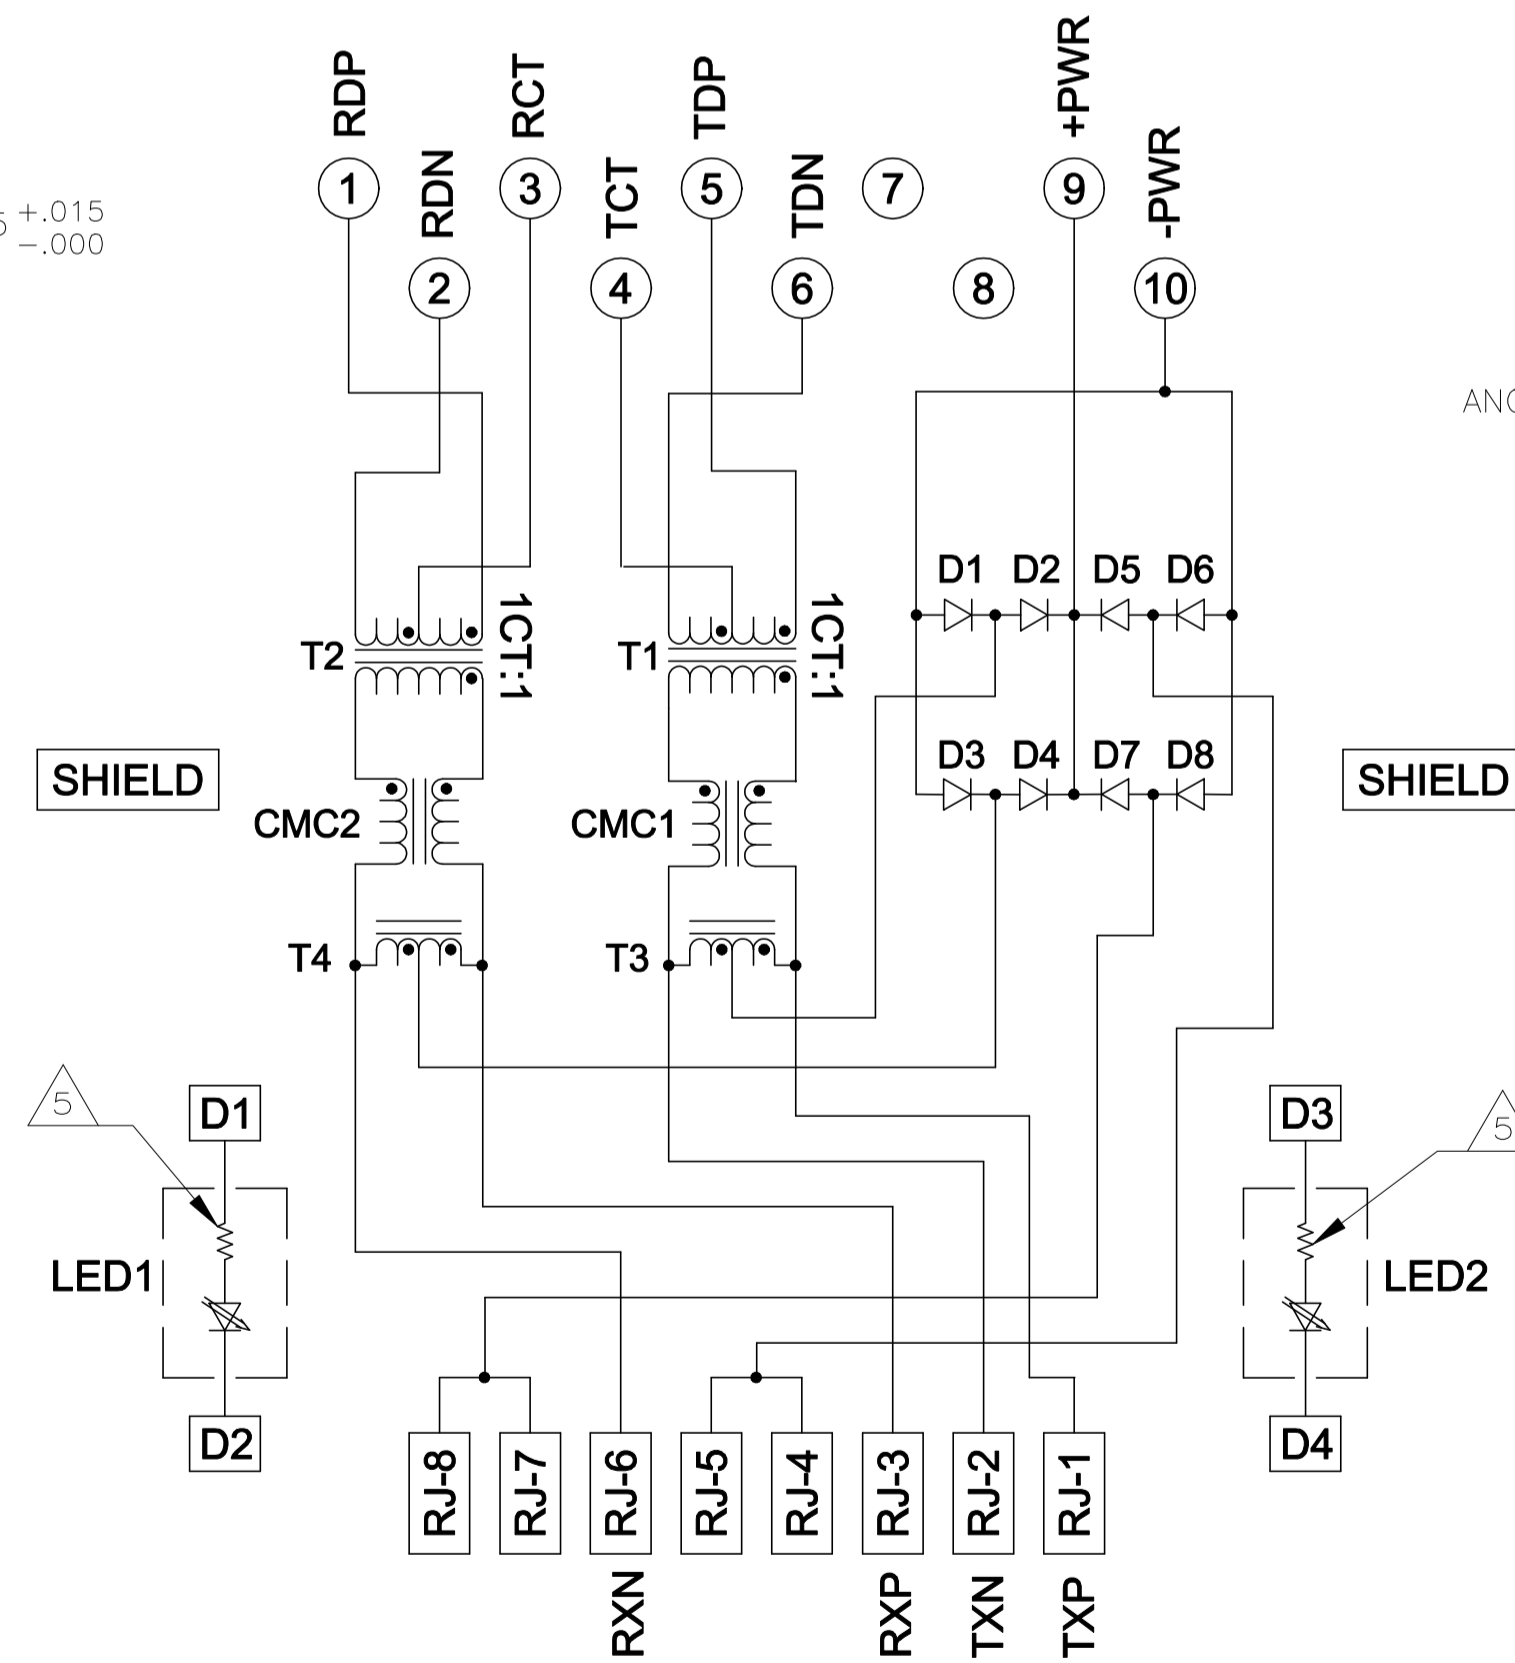 RDP
RCT
TDP
+PWR
RDN
TCT
TDN
-PWR
1
3
5
7
9
+.015
-.000
2
4
6
8
10
D1 D2 D5 D6
T2
1CT:1
T1
1CT:1
SHIELD
D3 D4 D7 D8
SHIELD
CMC2
CMC1
T4
T3
5
D1
D3
5
LED1
LED2
D2
D4
RJ-8
RJ-7
RJ-6
RJ-5
RJ-4
RJ-3
RJ-2
RJ-1
RXN
RXP
TXN
TXP